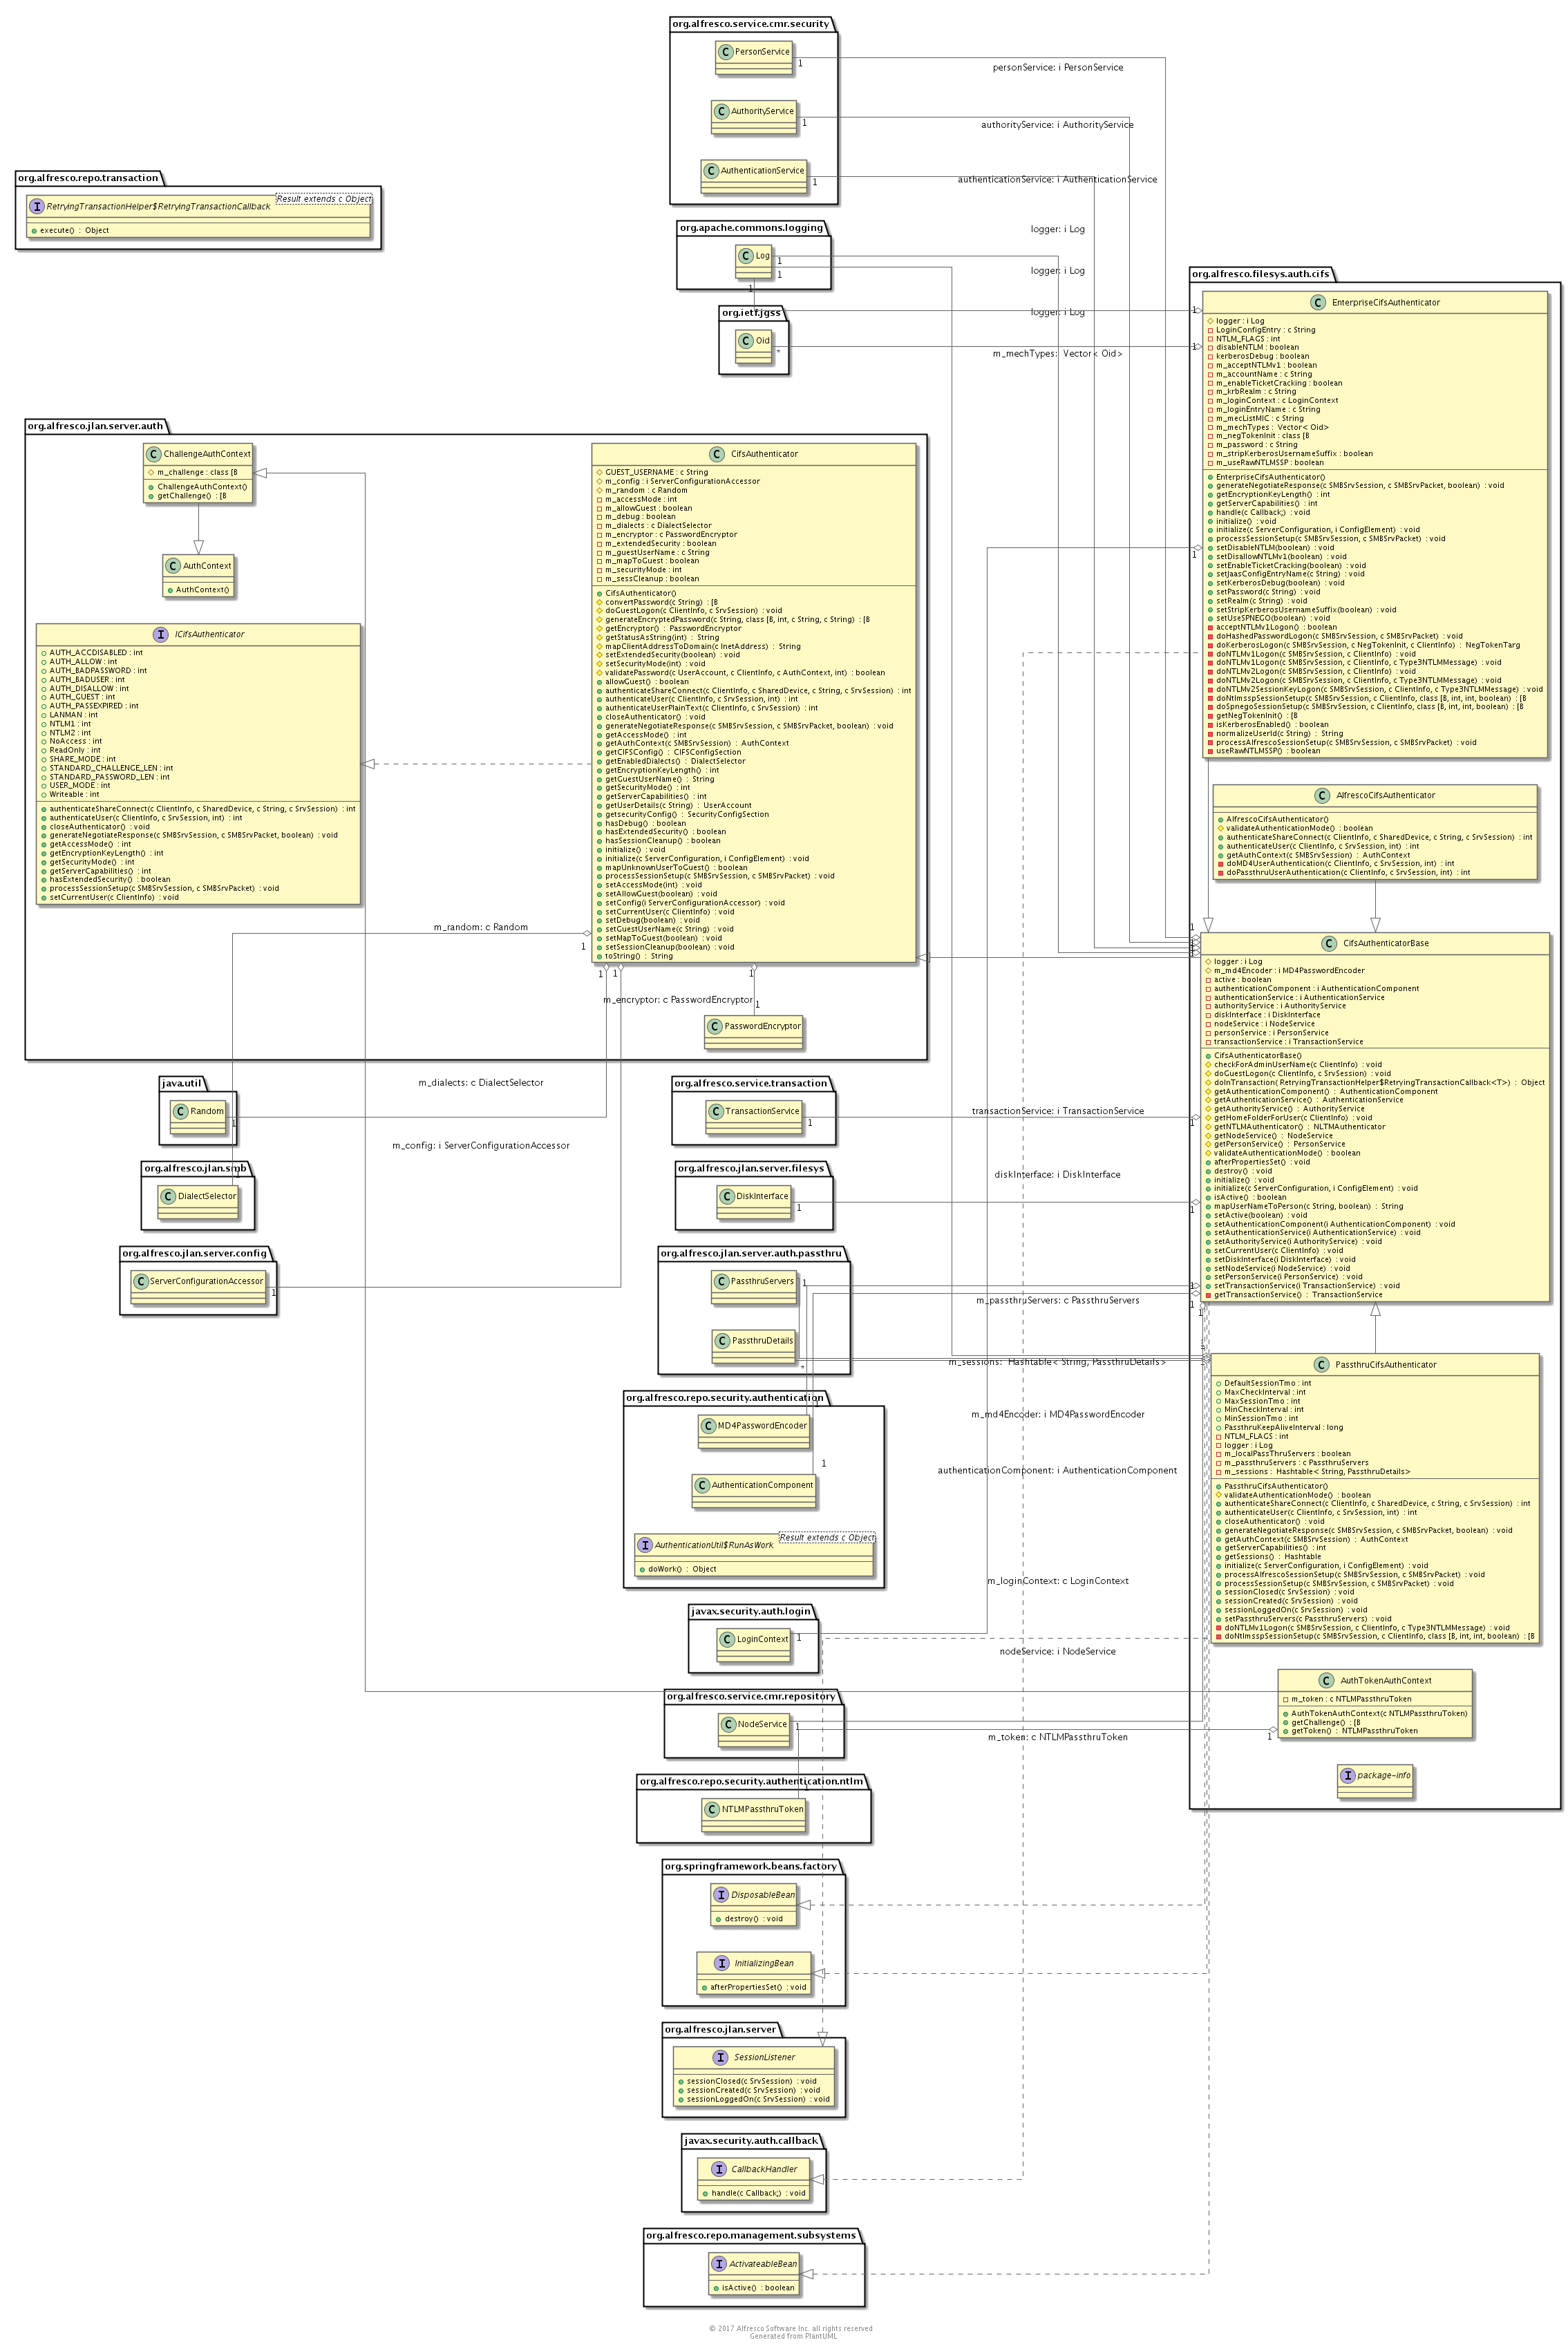 org.alfresco.service.cmr.security
PersonService
AuthorityService
AuthenticationService
personService: i PersonService
1
authorityService: i AuthorityService
1
authenticationService: i AuthenticationService
1
org.alfresco.repo.transaction
RetryingTransactionHelper$RetryingTransactionCallback
Result extends c Object
execute() : Object
org.apache.commons.logging
Log
logger: i Log
logger: i Log
logger: i Log
1
1
1
org.ietf.jgss
Oid
m_mechTypes: Vector< Oid>
*
org.alfresco.filesys.auth.cifs
EnterpriseCifsAuthenticator
logger : i Log
LoginConfigEntry : c String
NTLM_FLAGS : int
disableNTLM : boolean
kerberosDebug : boolean
m_acceptNTLMv1 : boolean
m_accountName : c String
m_enableTicketCracking : boolean
m_krbRealm : c String
m_loginContext : c LoginContext
m_loginEntryName : c String
m_mecListMIC : c String
m_mechTypes : Vector< Oid>
m_negTokenInit : class [B
m_password : c String
m_stripKerberosUsernameSuffix : boolean
m_useRawNTLMSSP : boolean
EnterpriseCifsAuthenticator()
generateNegotiateResponse(c SMBSrvSession, c SMBSrvPacket, boolean) : void
getEncryptionKeyLength() : int
getServerCapabilities() : int
handle(c Callback;) : void
initialize() : void
initialize(c ServerConfiguration, i ConfigElement) : void
processSessionSetup(c SMBSrvSession, c SMBSrvPacket) : void
setDisableNTLM(boolean) : void
setDisallowNTLMv1(boolean) : void
setEnableTicketCracking(boolean) : void
setJaasConfigEntryName(c String) : void
setKerberosDebug(boolean) : void
setPassword(c String) : void
setRealm(c String) : void
setStripKerberosUsernameSuffix(boolean) : void
setUseSPNEGO(boolean) : void
acceptNTLMv1Logon() : boolean
doHashedPasswordLogon(c SMBSrvSession, c SMBSrvPacket) : void
doKerberosLogon(c SMBSrvSession, c NegTokenInit, c ClientInfo) : NegTokenTarg
doNTLMv1Logon(c SMBSrvSession, c ClientInfo) : void
doNTLMv1Logon(c SMBSrvSession, c ClientInfo, c Type3NTLMMessage) : void
doNTLMv2Logon(c SMBSrvSession, c ClientInfo) : void
doNTLMv2Logon(c SMBSrvSession, c ClientInfo, c Type3NTLMMessage) : void
doNTLMv2SessionKeyLogon(c SMBSrvSession, c ClientInfo, c Type3NTLMMessage) : void
doNtlmsspSessionSetup(c SMBSrvSession, c ClientInfo, class [B, int, int, boolean) : [B
doSpnegoSessionSetup(c SMBSrvSession, c ClientInfo, class [B, int, int, boolean) : [B
getNegTokenInit() : [B
isKerberosEnabled() : boolean
normalizeUserId(c String) : String
processAlfrescoSessionSetup(c SMBSrvSession, c SMBSrvPacket) : void
useRawNTLMSSP() : boolean
AlfrescoCifsAuthenticator
AlfrescoCifsAuthenticator()
validateAuthenticationMode() : boolean
authenticateShareConnect(c ClientInfo, c SharedDevice, c String, c SrvSession) : int
authenticateUser(c ClientInfo, c SrvSession, int) : int
getAuthContext(c SMBSrvSession) : AuthContext
doMD4UserAuthentication(c ClientInfo, c SrvSession, int) : int
doPassthruUserAuthentication(c ClientInfo, c SrvSession, int) : int
CifsAuthenticatorBase
logger : i Log
m_md4Encoder : i MD4PasswordEncoder
active : boolean
authenticationComponent : i AuthenticationComponent
authenticationService : i AuthenticationService
authorityService : i AuthorityService
diskInterface : i DiskInterface
nodeService : i NodeService
personService : i PersonService
transactionService : i TransactionService
CifsAuthenticatorBase()
checkForAdminUserName(c ClientInfo) : void
doGuestLogon(c ClientInfo, c SrvSession) : void
doInTransaction( RetryingTransactionHelper$RetryingTransactionCallback<T>) : Object
getAuthenticationComponent() : AuthenticationComponent
getAuthenticationService() : AuthenticationService
getAuthorityService() : AuthorityService
getHomeFolderForUser(c ClientInfo) : void
getNTLMAuthenticator() : NLTMAuthenticator
getNodeService() : NodeService
getPersonService() : PersonService
validateAuthenticationMode() : boolean
afterPropertiesSet() : void
destroy() : void
initialize() : void
initialize(c ServerConfiguration, i ConfigElement) : void
isActive() : boolean
mapUserNameToPerson(c String, boolean) : String
setActive(boolean) : void
setAuthenticationComponent(i AuthenticationComponent) : void
setAuthenticationService(i AuthenticationService) : void
setAuthorityService(i AuthorityService) : void
setCurrentUser(c ClientInfo) : void
setDiskInterface(i DiskInterface) : void
setNodeService(i NodeService) : void
setPersonService(i PersonService) : void
setTransactionService(i TransactionService) : void
getTransactionService() : TransactionService
PassthruCifsAuthenticator
DefaultSessionTmo : int
MaxCheckInterval : int
MaxSessionTmo : int
MinCheckInterval : int
MinSessionTmo : int
PassthruKeepAliveInterval : long
NTLM_FLAGS : int
logger : i Log
m_localPassThruServers : boolean
m_passthruServers : c PassthruServers
m_sessions : Hashtable< String, PassthruDetails>
PassthruCifsAuthenticator()
validateAuthenticationMode() : boolean
authenticateShareConnect(c ClientInfo, c SharedDevice, c String, c SrvSession) : int
authenticateUser(c ClientInfo, c SrvSession, int) : int
closeAuthenticator() : void
generateNegotiateResponse(c SMBSrvSession, c SMBSrvPacket, boolean) : void
getAuthContext(c SMBSrvSession) : AuthContext
getServerCapabilities() : int
getSessions() : Hashtable
initialize(c ServerConfiguration, i ConfigElement) : void
processAlfrescoSessionSetup(c SMBSrvSession, c SMBSrvPacket) : void
processSessionSetup(c SMBSrvSession, c SMBSrvPacket) : void
sessionClosed(c SrvSession) : void
sessionCreated(c SrvSession) : void
sessionLoggedOn(c SrvSession) : void
setPassthruServers(c PassthruServers) : void
doNTLMv1Logon(c SMBSrvSession, c ClientInfo, c Type3NTLMMessage) : void
doNtlmsspSessionSetup(c SMBSrvSession, c ClientInfo, class [B, int, int, boolean) : [B
AuthTokenAuthContext
m_token : c NTLMPassthruToken
AuthTokenAuthContext(c NTLMPassthruToken)
getChallenge() : [B
getToken() : NTLMPassthruToken
package-info
org.alfresco.jlan.server.auth
ChallengeAuthContext
m_challenge : class [B
ChallengeAuthContext()
getChallenge() : [B
AuthContext
AuthContext()
ICifsAuthenticator
AUTH_ACCDISABLED : int
AUTH_ALLOW : int
AUTH_BADPASSWORD : int
AUTH_BADUSER : int
AUTH_DISALLOW : int
AUTH_GUEST : int
AUTH_PASSEXPIRED : int
LANMAN : int
NTLM1 : int
NTLM2 : int
NoAccess : int
ReadOnly : int
SHARE_MODE : int
STANDARD_CHALLENGE_LEN : int
STANDARD_PASSWORD_LEN : int
USER_MODE : int
Writeable : int
authenticateShareConnect(c ClientInfo, c SharedDevice, c String, c SrvSession) : int
authenticateUser(c ClientInfo, c SrvSession, int) : int
closeAuthenticator() : void
generateNegotiateResponse(c SMBSrvSession, c SMBSrvPacket, boolean) : void
getAccessMode() : int
getEncryptionKeyLength() : int
getSecurityMode() : int
getServerCapabilities() : int
hasExtendedSecurity() : boolean
processSessionSetup(c SMBSrvSession, c SMBSrvPacket) : void
setCurrentUser(c ClientInfo) : void
CifsAuthenticator
GUEST_USERNAME : c String
m_config : i ServerConfigurationAccessor
m_random : c Random
m_accessMode : int
m_allowGuest : boolean
m_debug : boolean
m_dialects : c DialectSelector
m_encryptor : c PasswordEncryptor
m_extendedSecurity : boolean
m_guestUserName : c String
m_mapToGuest : boolean
m_securityMode : int
m_sessCleanup : boolean
CifsAuthenticator()
convertPassword(c String) : [B
doGuestLogon(c ClientInfo, c SrvSession) : void
generateEncryptedPassword(c String, class [B, int, c String, c String) : [B
getEncryptor() : PasswordEncryptor
getStatusAsString(int) : String
mapClientAddressToDomain(c InetAddress) : String
setExtendedSecurity(boolean) : void
setSecurityMode(int) : void
validatePassword(c UserAccount, c ClientInfo, c AuthContext, int) : boolean
allowGuest() : boolean
authenticateShareConnect(c ClientInfo, c SharedDevice, c String, c SrvSession) : int
authenticateUser(c ClientInfo, c SrvSession, int) : int
authenticateUserPlainText(c ClientInfo, c SrvSession) : int
closeAuthenticator() : void
generateNegotiateResponse(c SMBSrvSession, c SMBSrvPacket, boolean) : void
getAccessMode() : int
getAuthContext(c SMBSrvSession) : AuthContext
getCIFSConfig() : CIFSConfigSection
getEnabledDialects() : DialectSelector
getEncryptionKeyLength() : int
getGuestUserName() : String
getSecurityMode() : int
getServerCapabilities() : int
getUserDetails(c String) : UserAccount
getsecurityConfig() : SecurityConfigSection
hasDebug() : boolean
hasExtendedSecurity() : boolean
hasSessionCleanup() : boolean
initialize() : void
initialize(c ServerConfiguration, i ConfigElement) : void
mapUnknownUserToGuest() : boolean
processSessionSetup(c SMBSrvSession, c SMBSrvPacket) : void
setAccessMode(int) : void
setAllowGuest(boolean) : void
setConfig(i ServerConfigurationAccessor) : void
setCurrentUser(c ClientInfo) : void
setDebug(boolean) : void
setGuestUserName(c String) : void
setMapToGuest(boolean) : void
setSessionCleanup(boolean) : void
toString() : String
m_random: c Random
m_encryptor: c PasswordEncryptor
PasswordEncryptor
java.util
Random
m_dialects: c DialectSelector
org.alfresco.jlan.smb
DialectSelector
m_config: i ServerConfigurationAccessor
org.alfresco.jlan.server.config
ServerConfigurationAccessor
org.alfresco.service.transaction
TransactionService
transactionService: i TransactionService
org.alfresco.jlan.server.filesys
DiskInterface
diskInterface: i DiskInterface
org.alfresco.jlan.server.auth.passthru
PassthruServers
PassthruDetails
m_passthruServers: c PassthruServers
m_sessions: Hashtable< String, PassthruDetails>
org.alfresco.repo.security.authentication
MD4PasswordEncoder
m_md4Encoder: i MD4PasswordEncoder
AuthenticationComponent
authenticationComponent: i AuthenticationComponent
AuthenticationUtil$RunAsWork
Result extends c Object
doWork() : Object
javax.security.auth.login
LoginContext
m_loginContext: c LoginContext
org.alfresco.service.cmr.repository
NodeService
nodeService: i NodeService
m_token: c NTLMPassthruToken
org.alfresco.repo.security.authentication.ntlm
NTLMPassthruToken
org.springframework.beans.factory
DisposableBean
destroy() : void
InitializingBean
afterPropertiesSet() : void
org.alfresco.jlan.server
SessionListener
sessionClosed(c SrvSession) : void
sessionCreated(c SrvSession) : void
sessionLoggedOn(c SrvSession) : void
javax.security.auth.callback
CallbackHandler
handle(c Callback;) : void
org.alfresco.repo.management.subsystems
ActivateableBean
isActive() : boolean
© 2017 Alfresco Software Inc. all rights reserved
Generated from PlantUML